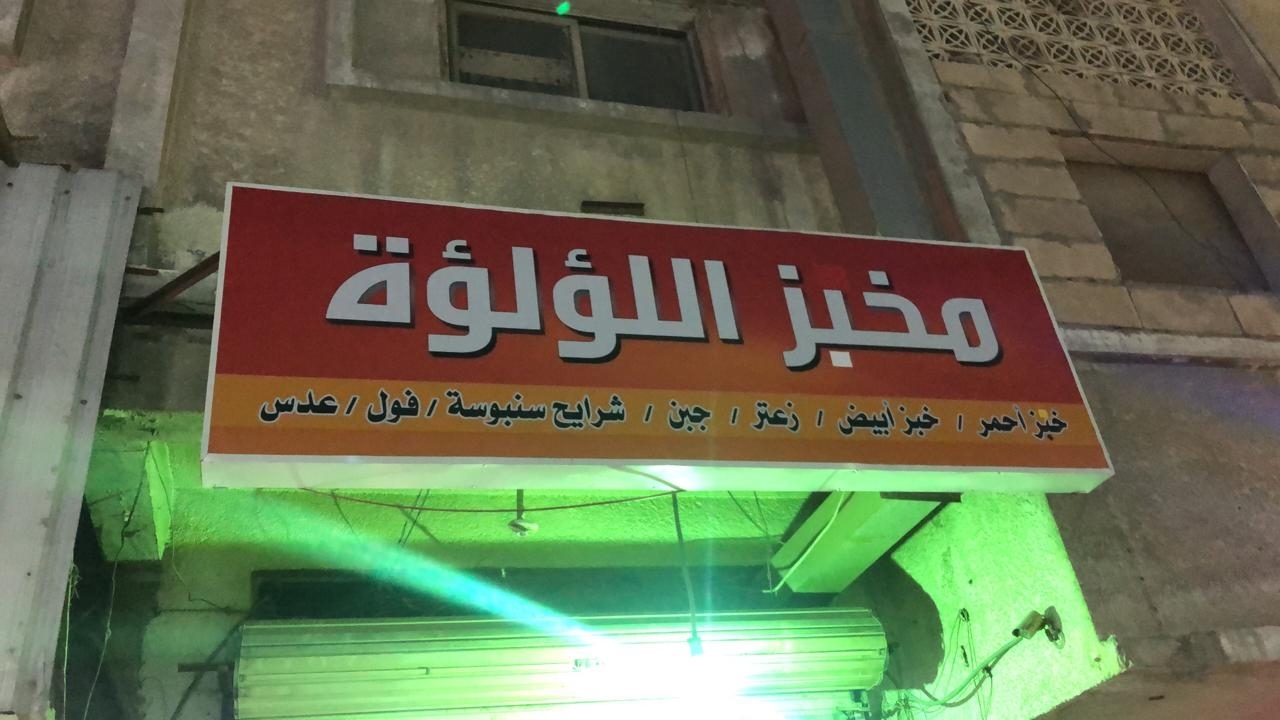 مخبز اللؤلؤة
خبز أحمر / خبز أبيض / زعتر / جبن / شرايح سنبوسة / فول / عدس